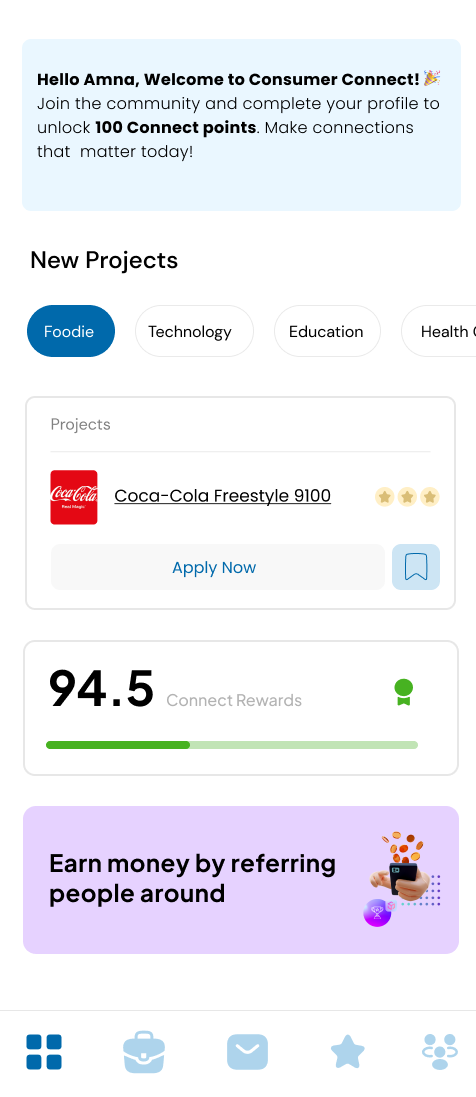 Hello Amna, Welcome to Consumer Connect! 🎉
Join the community and complete your profile to
unlock 100 Connect points. Make connections
that matter today!
New Projects
Foodie
Technology
Education
Health
Projects
Coca-Cola
Real Magic
Coca-Cola Freestyle 9100
Apply Now
94.5 Connect Rewards
Earn money by referring
people around